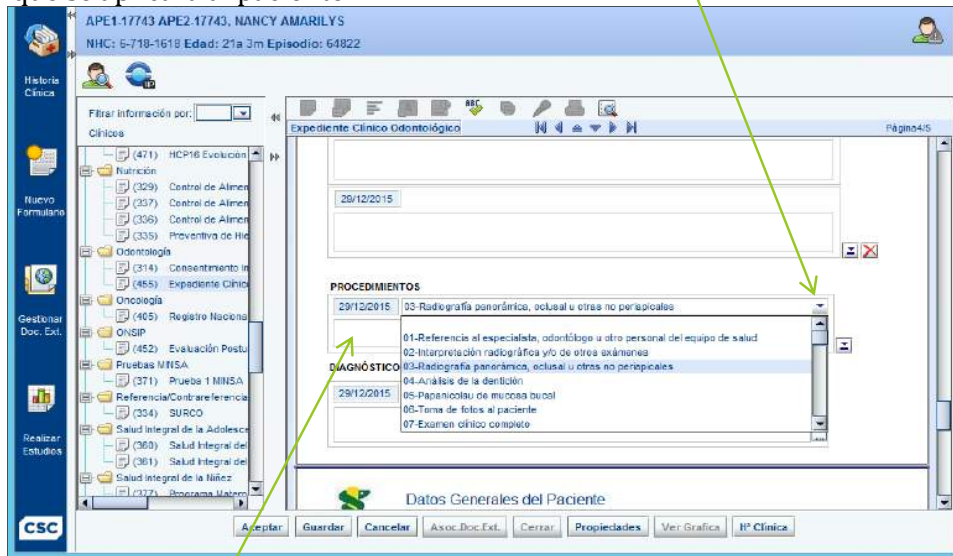 APE1-17743 APE2-17743, NANCY AMARILYS
NHC: 6-718-1618 Edad: 21a 3m Episodio: 64822
Historia
Clínica
Nuevo
Formulario
Gestionar
Doc. Ext.
Realizar
Estudios
CSC
Filtrar información por:
Clínicos
(471) HCP16 Evolución
Nutrición
(329) Control de Alimen
(237) Control de Alimen
(336) Control de Alimen
(335) Preventiva de Hie
Odontología
(314) Consentimiento in
(455) Expediente Clínic
Oncología
(405) Registro Naciona
ONSIP
(452) Evaluación Postu
Pruebas MINSA
(371) Prueba 1 MINSA
Referencia/Contrareferencia
(334) SURCO
Salud Integral de la Adolesce
(360) Salud Integral del
(361) Salud Integral del
Salud Integral de la Niñez
(377) Programa Matern
ABC
Expediente Clínico Odontológico
Página4/5
29/12/2015
PROCEDIMIENTOS
29/12/2015 03-Radiografía panorámica, oclusal u otras no periapicales
01-Referencia al especialista, odontólogo u otro personal del equipo de salud
02-Interpretación radiográfica y/o de otros exámenes
03-Radiografía panorámica, oclusal u otras no periapicales
04-Análisis de la dentición
05-Papanicolau de mucosa bucal
06-Toma de fotos al paciente
07-Examen clínico completo
DIAGNÓSTICO
29/12/2015
Datos Generales del Paciente
Aceptar Guardar Cancelar Asoc.Doc.Ext. Cerrar Propiedades Ver Grafica Hª Clínica